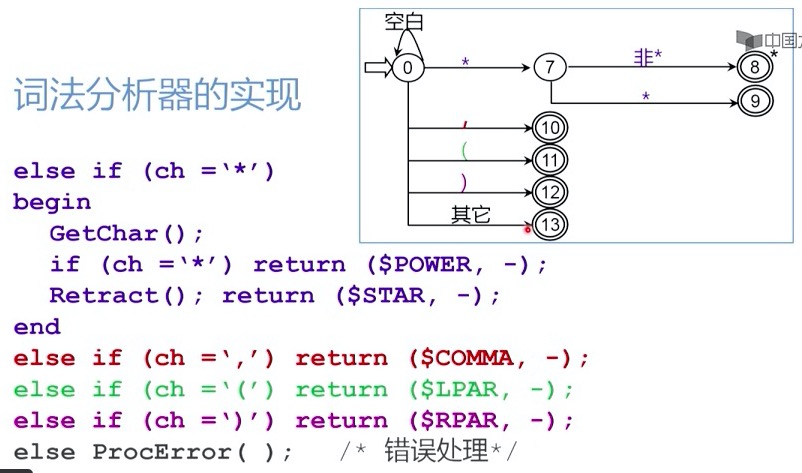 空白
中国大
0
*
7
非*
8
*
*
9
词法分析器的实现
,
10
(
11
else if (ch =‘*’)
)
12
begin
其它
13
GetChar();
if (ch =‘*’) return ($POWER, -);
Retract(); return ($STAR, -);
end
else if (ch =‘,’) return ($COMMA, -);
else if (ch =‘(’) return ($LPAR, -);
else if (ch =‘)’) return ($RPAR, -);
else ProcError( );   /* 错误处理*/